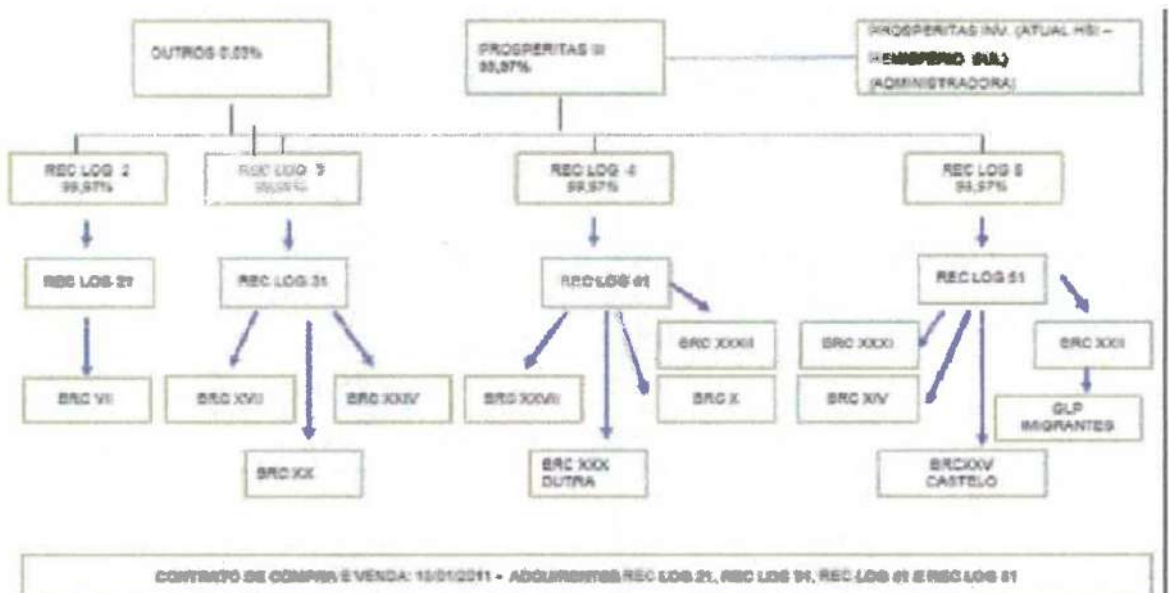 OUTROS 0,03%
PROSPERITAS III
99,97%
PROSPERITAS INV. (ATUAL HSI –
HEMISFERIO SUL)
(ADMINISTRADORA)
REC LOG 2
99,97%
REC LOG 3
REC LOG 4
99,97%
REC LOG 5
99,97%
REC LOG 21
REC LOG 31
REC LOG 41
REC LOG 51
BRC XXXII
BRC XXXI
BRC XXII
BRC VII
BRC XVII
BRC XXIV
BRC XXVII
BRC X
BRC XIV
GLP
IMIGRANTES
BRC XX
BRC XXX
DUTRA
BRCXXV
CASTELO
CONTRATO DE COMPRA E VENDA: 2011 - ADQUIRENTES REC LOG 21, REC LOG 31, REC LOG 41 E REC LOG 51